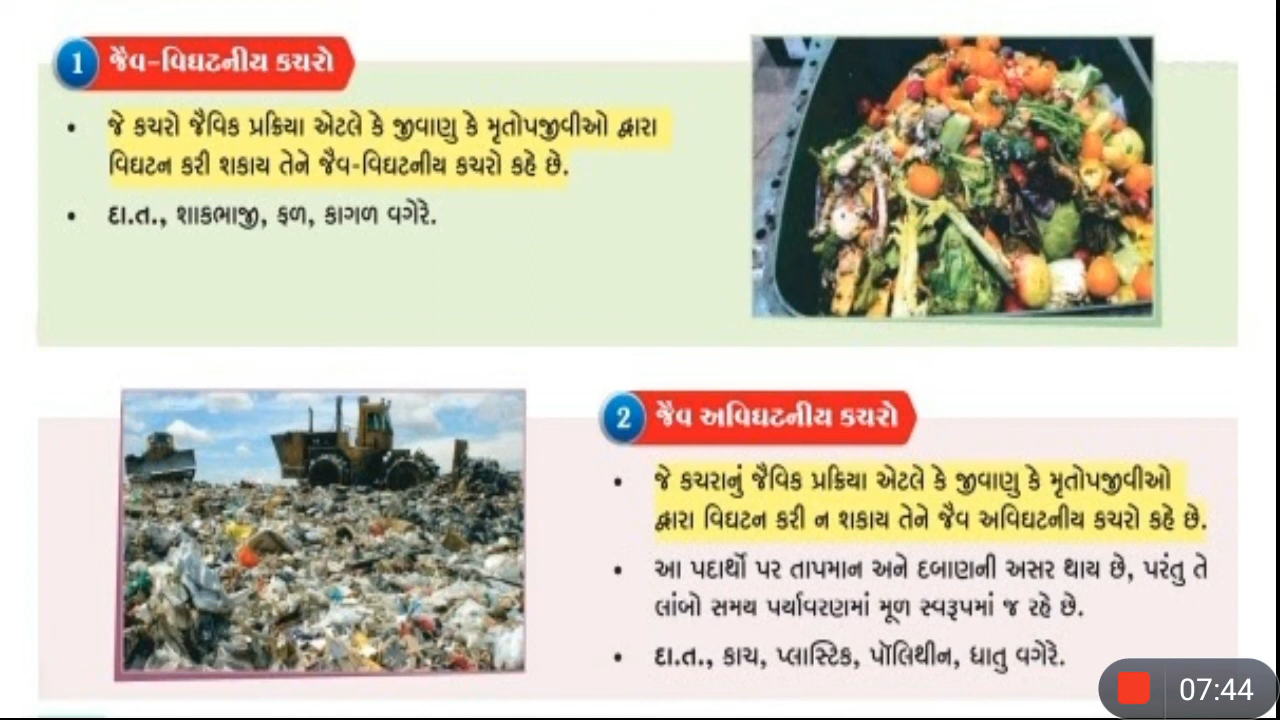 1 જૈવ-વિઘટનીય કચરો
• જે કચરો જૈવિક પ્રક્રિયા એટલે કે જીવાણુ કે મૃતોપજીવીઓ દ્વારા
વિઘટન કરી શકાય તેને જૈવ-વિઘટનીય કચરો કહે છે.
• દા.ત., શાકભાજી, ફળ, કાગળ વગેરે.
2 જૈવ અવિઘટનીય કચરો
• જે કચરાનું જૈવિક પ્રક્રિયા એટલે કે જીવાણુ કે મૃતોપજીવીઓ
દ્વારા વિઘટન કરી ન શકાય તેને જૈવ અવિઘટનીય કચરો કહે છે.
• આ પદાર્થો પર તાપમાન અને દબાણની અસર થાય છે, પરંતુ તે
લાંબો સમય પર્યાવરણમાં મૂળ સ્વરૂપમાં જ રહે છે.
• દા.ત., કાચ, પ્લાસ્ટિક, પૉલિથીન, ધાતુ વગેરે.
07:44